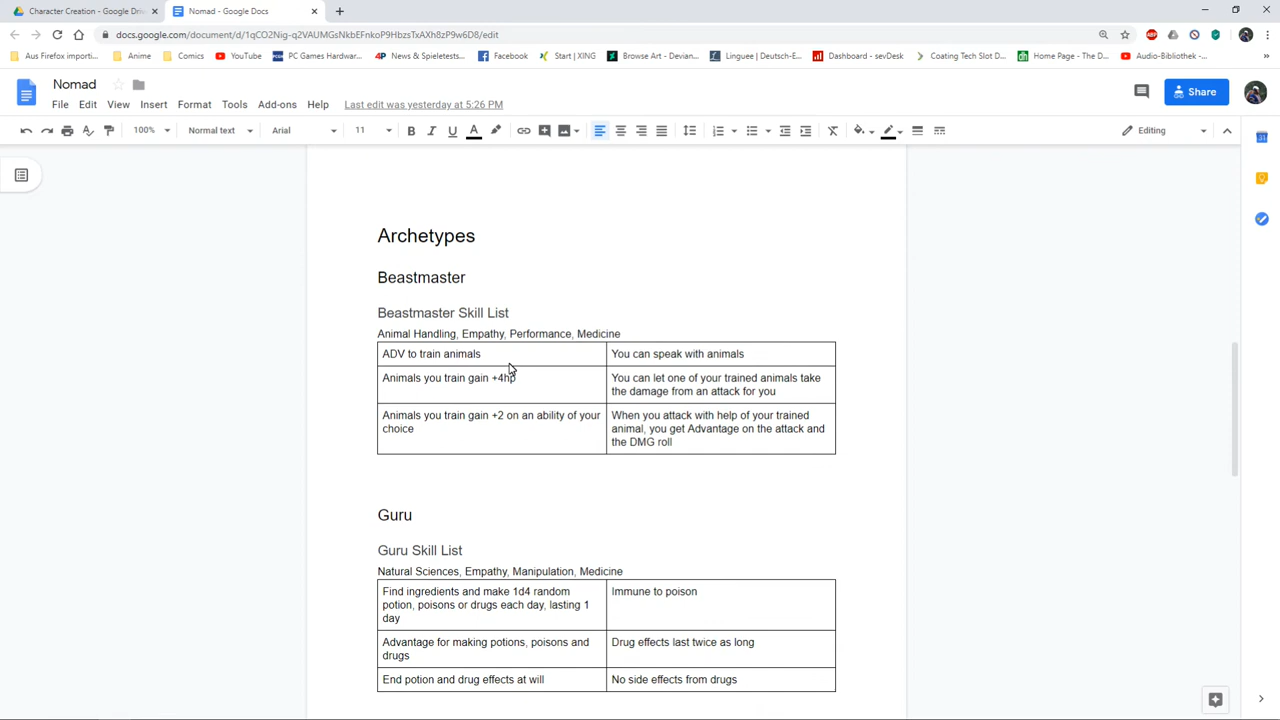 Character Creation - Google Driv
Nomad - Google Docs
docs.google.com/document/d/1qCO2Nig-q2VAUMGsNkbEFnkoP9HbzsTxAXh8zP9w6D8/edit
Aus Firefox importi...
Anime
Comics
YouTube
PC Games Hardwar...
News & Spieletests...
Facebook
Start | XING
Browse Art - Devian...
Linguee | Deutsch-E...
Dashboard - sevDesk
Coating Tech Slot D...
Home Page - The D...
Audio-Bibliothek -...
Nomad
File Edit View Insert Format Tools Add-ons Help Last edit was yesterday at 5:26 PM
Share
100% Normal text Arial 11 B I U A Editing
Archetypes
Beastmaster
Beastmaster Skill List
Animal Handling, Empathy, Performance, Medicine
ADV to train animals
You can speak with animals
Animals you train gain +4hp
You can let one of your trained animals take
the damage from an attack for you
Animals you train gain +2 on an ability of your
choice
When you attack with help of your trained
animal, you get Advantage on the attack and
the DMG roll
Guru
Guru Skill List
Natural Sciences, Empathy, Manipulation, Medicine
Find ingredients and make 1d4 random
potion, poisons or drugs each day, lasting 1
day
Immune to poison
Advantage for making potions, poisons and
drugs
Drug effects last twice as long
End potion and drug effects at will
No side effects from drugs